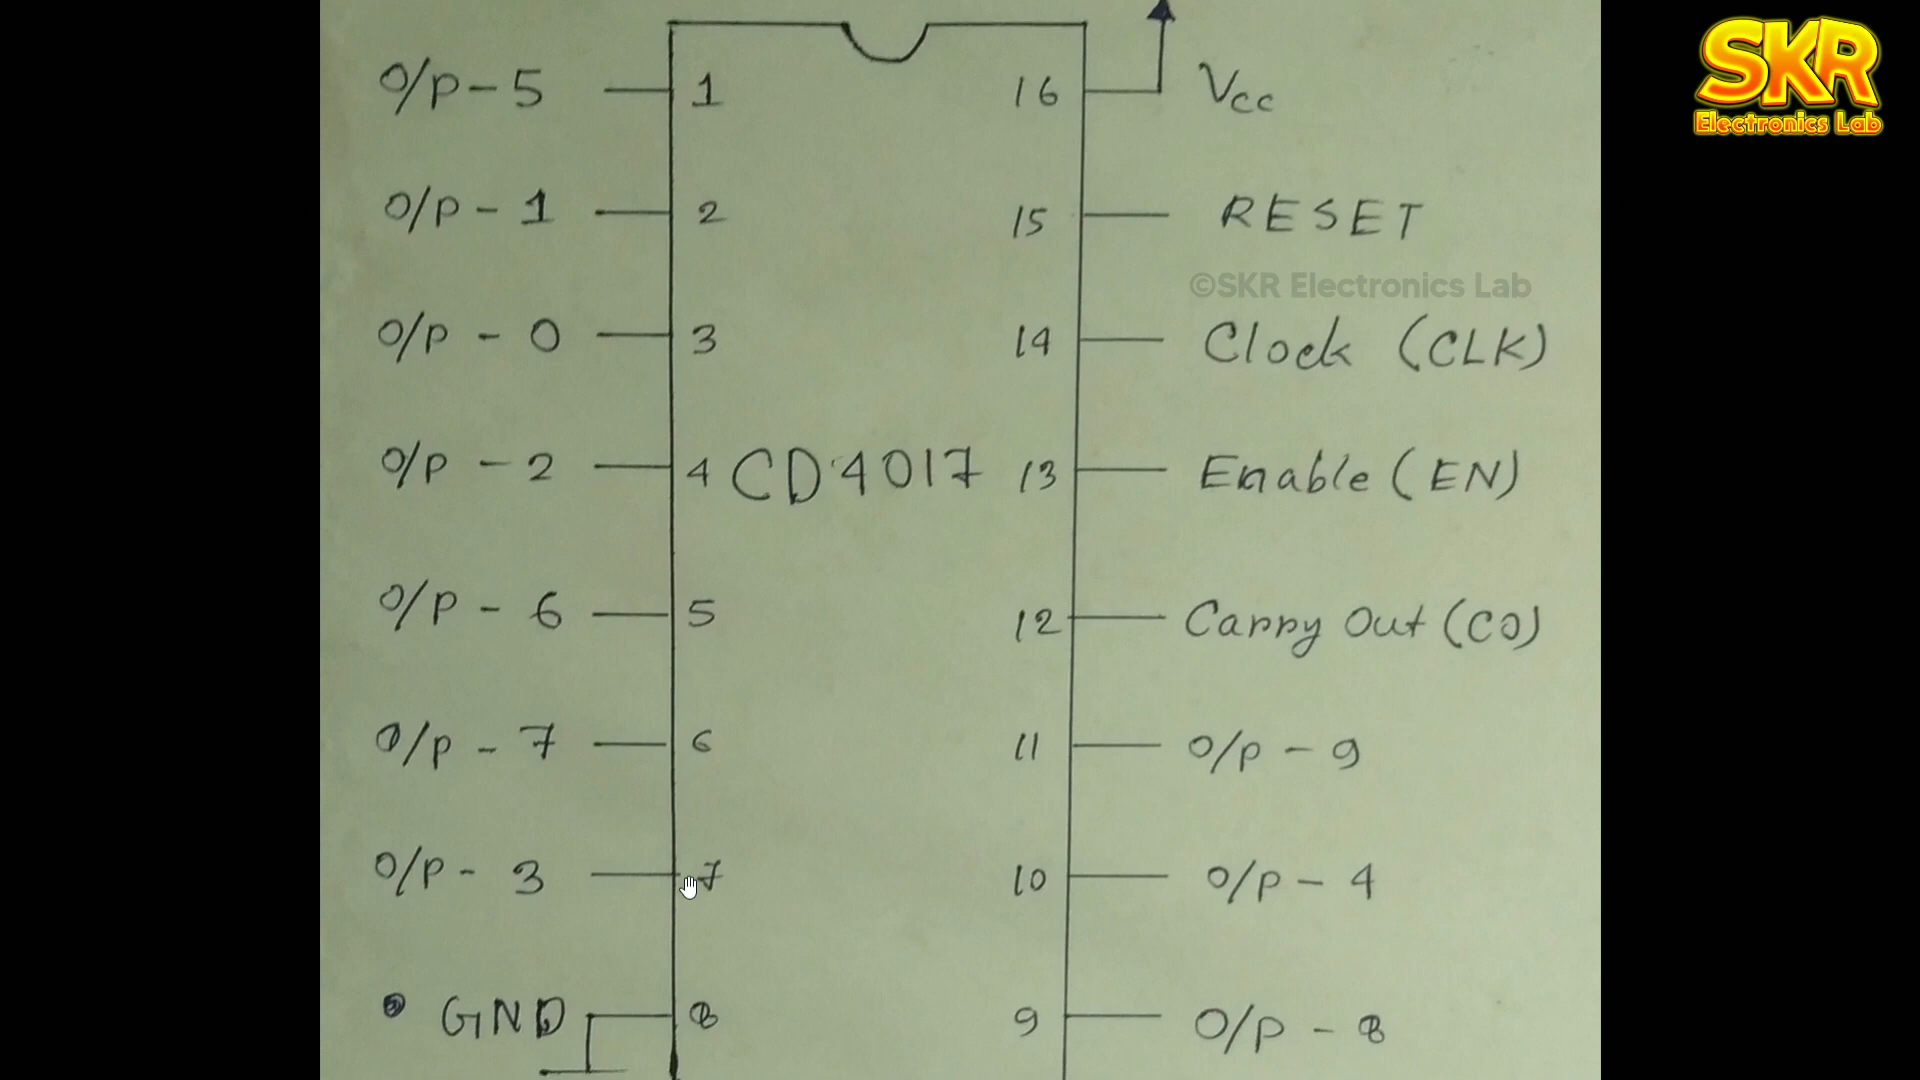 SKR
Electronics Lab
O/P-5 1 16 Vcc
O/P - 1 2 15 RESET
©SKR Electronics Lab
O/P - 0 3 14 Clock (CLK)
O/P - 2 4 CD4017 13 Enable (EN)
O/P - 6 5 12 Carry Out (CO)
O/P - 7 6 11 O/P - 9
O/P - 3 7 10 O/P - 4
GND 8 9 O/P - 8